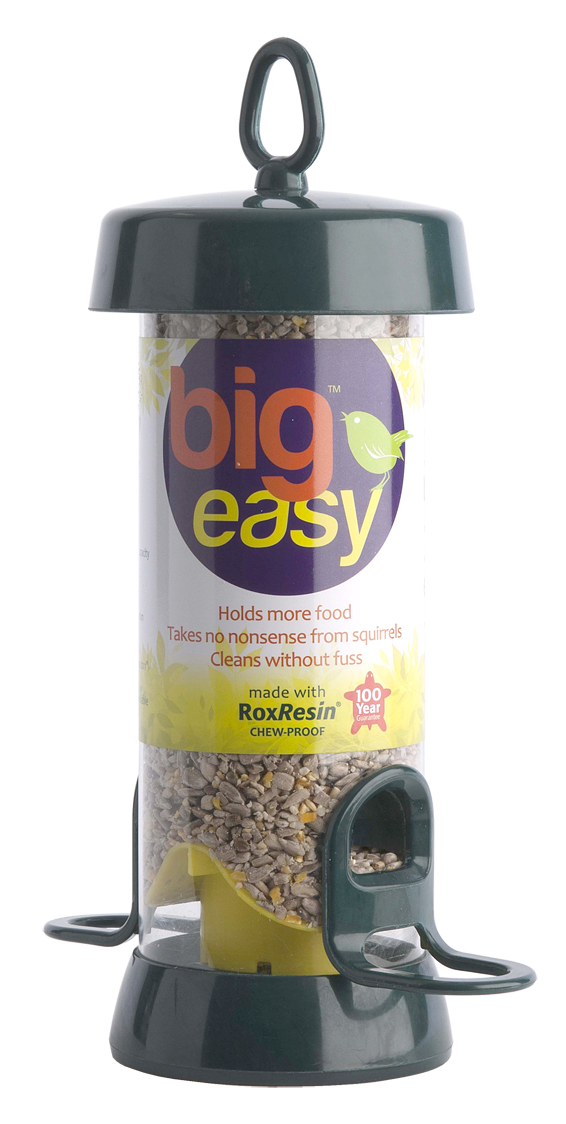 big™
easy
Holds more food
Takes no nonsense from squirrels
Cleans without fuss
made with
RoxResin®
CHEW-PROOF
100
Year
Guarantee